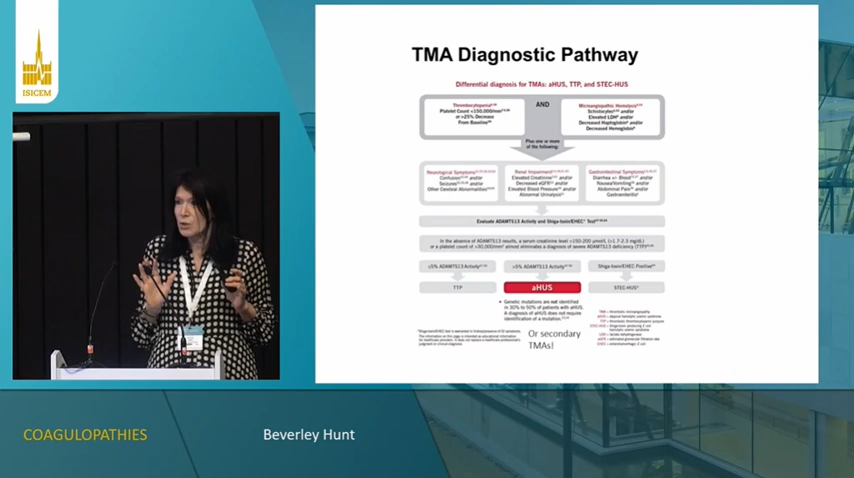 ISICEM
TMA Diagnostic Pathway
Differential diagnosis for TMAs: aHUS, TTP, and STEC-HUS
Thrombocytopenia
Platelet Count <150,000/mm³
or >25% Decrease
From Baseline
AND
Microangiopathic Hemolysis
Schistocytes and/or
Elevated LDH and/or
Decreased Haptoglobin and/or
Decreased Hemoglobin
Plus one or more
of the following:
Neurological Symptoms
Confusion and/or
Seizures and/or
Other Cerebral Abnormalities
Renal Impairment
Elevated Creatinine and/or
Decreased eGFR and/or
Elevated Blood Pressure and/or
Abnormal Urinalysis
Gastrointestinal Symptoms
Diarrhea +/- Blood and/or
Nausea/Vomiting and/or
Abdominal Pain and/or
Gastroenteritis
Evaluate ADAMTS13 Activity and Shiga-toxin/EHEC Test
In the absence of ADAMTS13 results, a serum creatinine level >150-200 μmol/L (>1.7-2.3 mg/dL)
or a platelet count of >30,000/mm³ almost eliminates a diagnosis of severe ADAMTS13 deficiency (TTP)
≤5% ADAMTS13 Activity
>5% ADAMTS13 Activity
Shiga-toxin/EHEC Positive
TTP
aHUS
STEC-HUS
• Genetic mutations are not identified
in 30% to 50% of patients with aHUS.
A diagnosis of aHUS does not require
identification of a mutation.
Or secondary
TMAs!
COAGULOPATHIES
Beverley Hunt